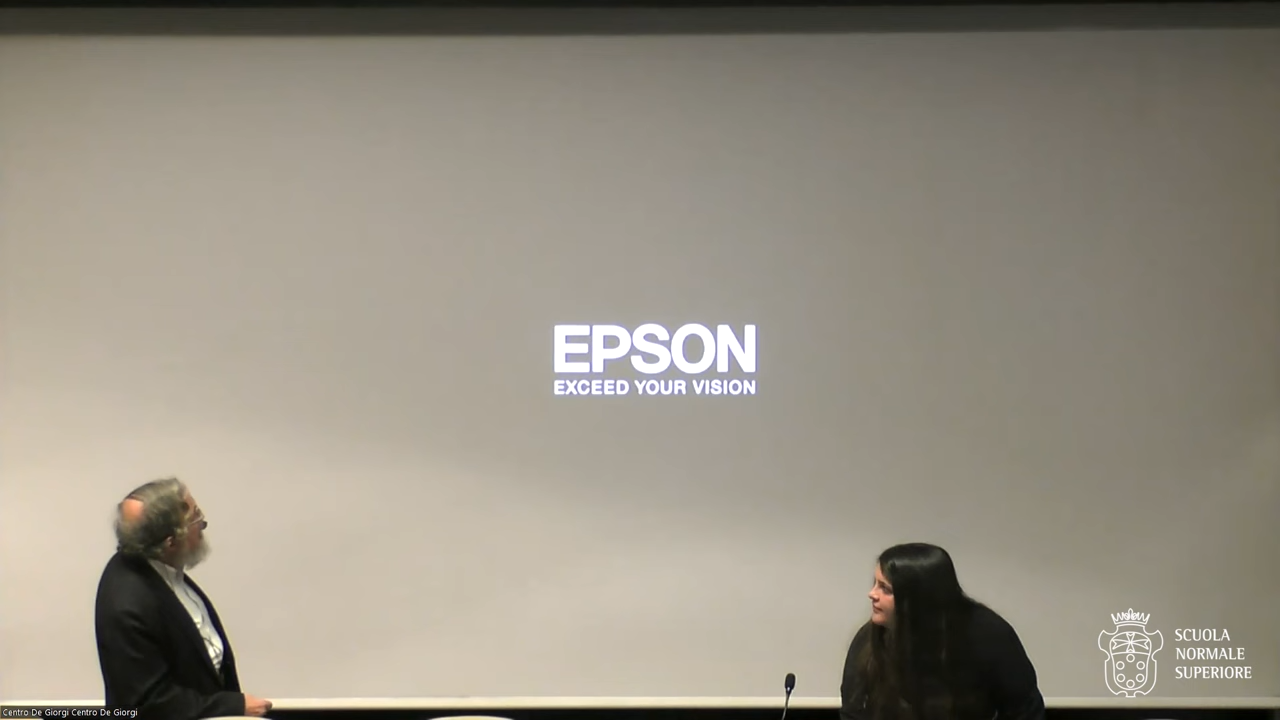 EPSON
EXCEED YOUR VISION
SCUOLA
NORMALE
SUPERIORE
Centro De Giorgi Centro De Giorgi